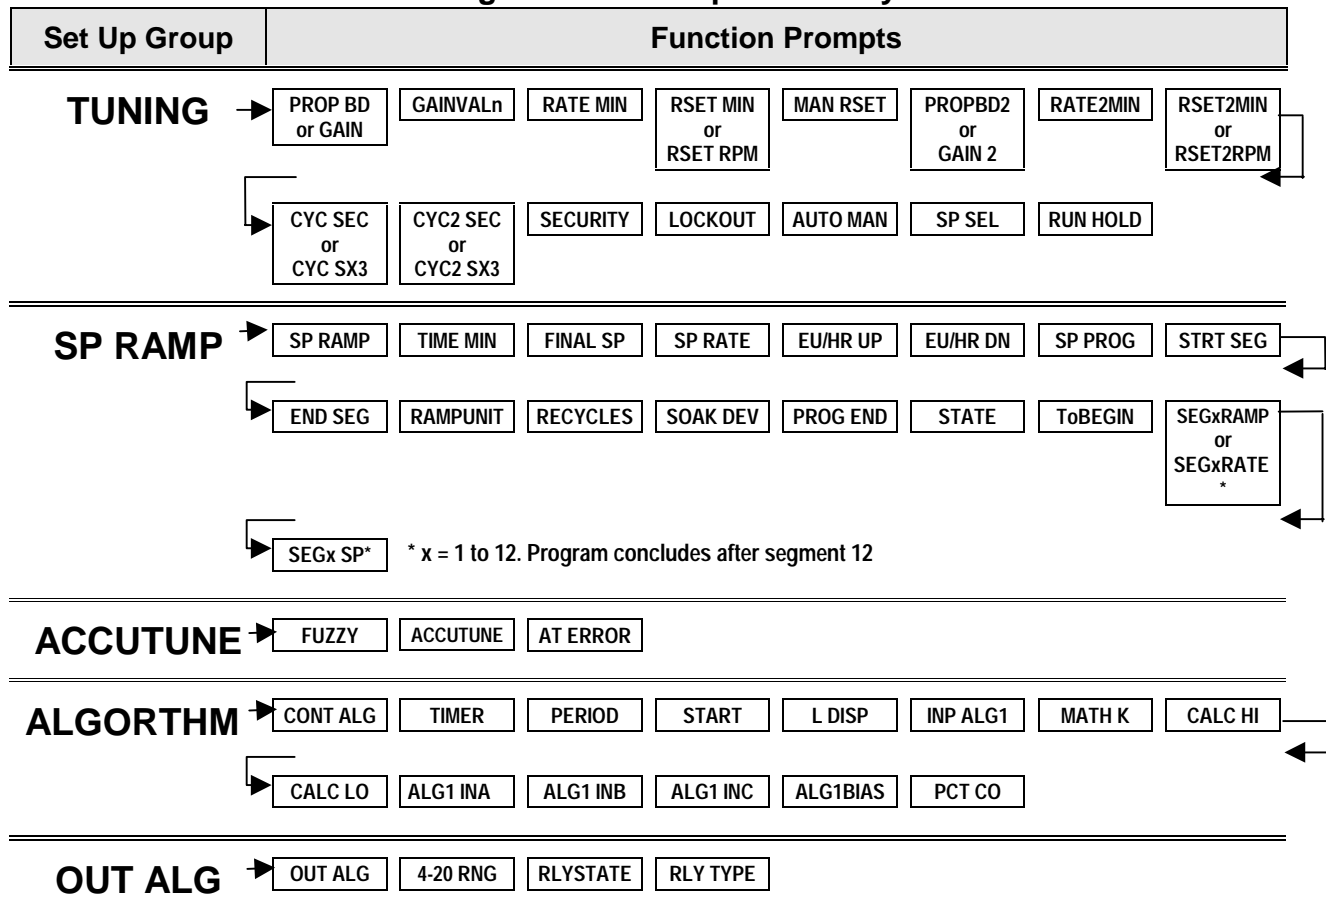 Set Up Group
Function Prompts
TUNING
PROP BD
or GAIN
GAINVALn
RATE MIN
RSET MIN
or
RSET RPM
MAN RSET
PROPBD2
or
GAIN 2
RATE2MIN
RSET2MIN
or
RSET2RPM
CYC SEC
or
CYC SX3
CYC2 SEC
or
CYC2 SX3
SECURITY
LOCKOUT
AUTO MAN
SP SEL
RUN HOLD
SP RAMP
SP RAMP
TIME MIN
FINAL SP
SP RATE
EU/HR UP
EU/HR DN
SP PROG
STRT SEG
END SEG
RAMPUNIT
RECYCLES
SOAK DEV
PROG END
STATE
ToBEGIN
SEGxRAMP
or
SEGxRATE
*
SEGx SP*
* x = 1 to 12. Program concludes after segment 12
ACCUTUNE
FUZZY
ACCUTUNE
AT ERROR
ALGORTHM
CONT ALG
TIMER
PERIOD
START
L DISP
INP ALG1
MATH K
CALC HI
CALC LO
ALG1 INA
ALG1 INB
ALG1 INC
ALG1BIAS
PCT CO
OUT ALG
OUT ALG
4-20 RNG
RLYSTATE
RLY TYPE